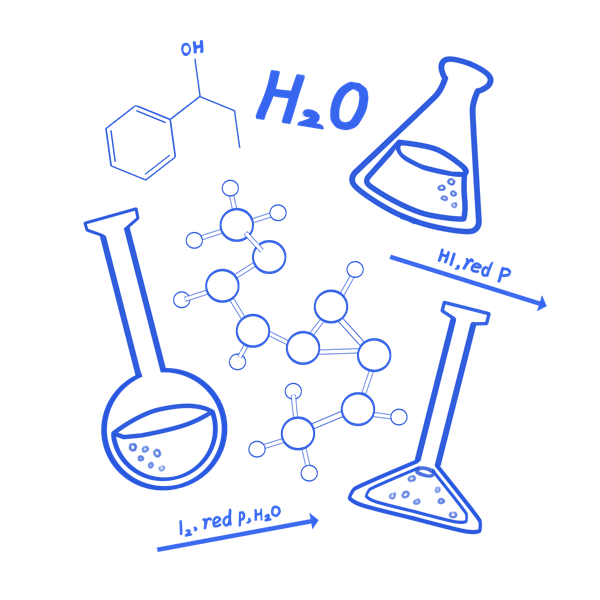 OH
H₂O
HI, red P
I₂, red p, H₂O